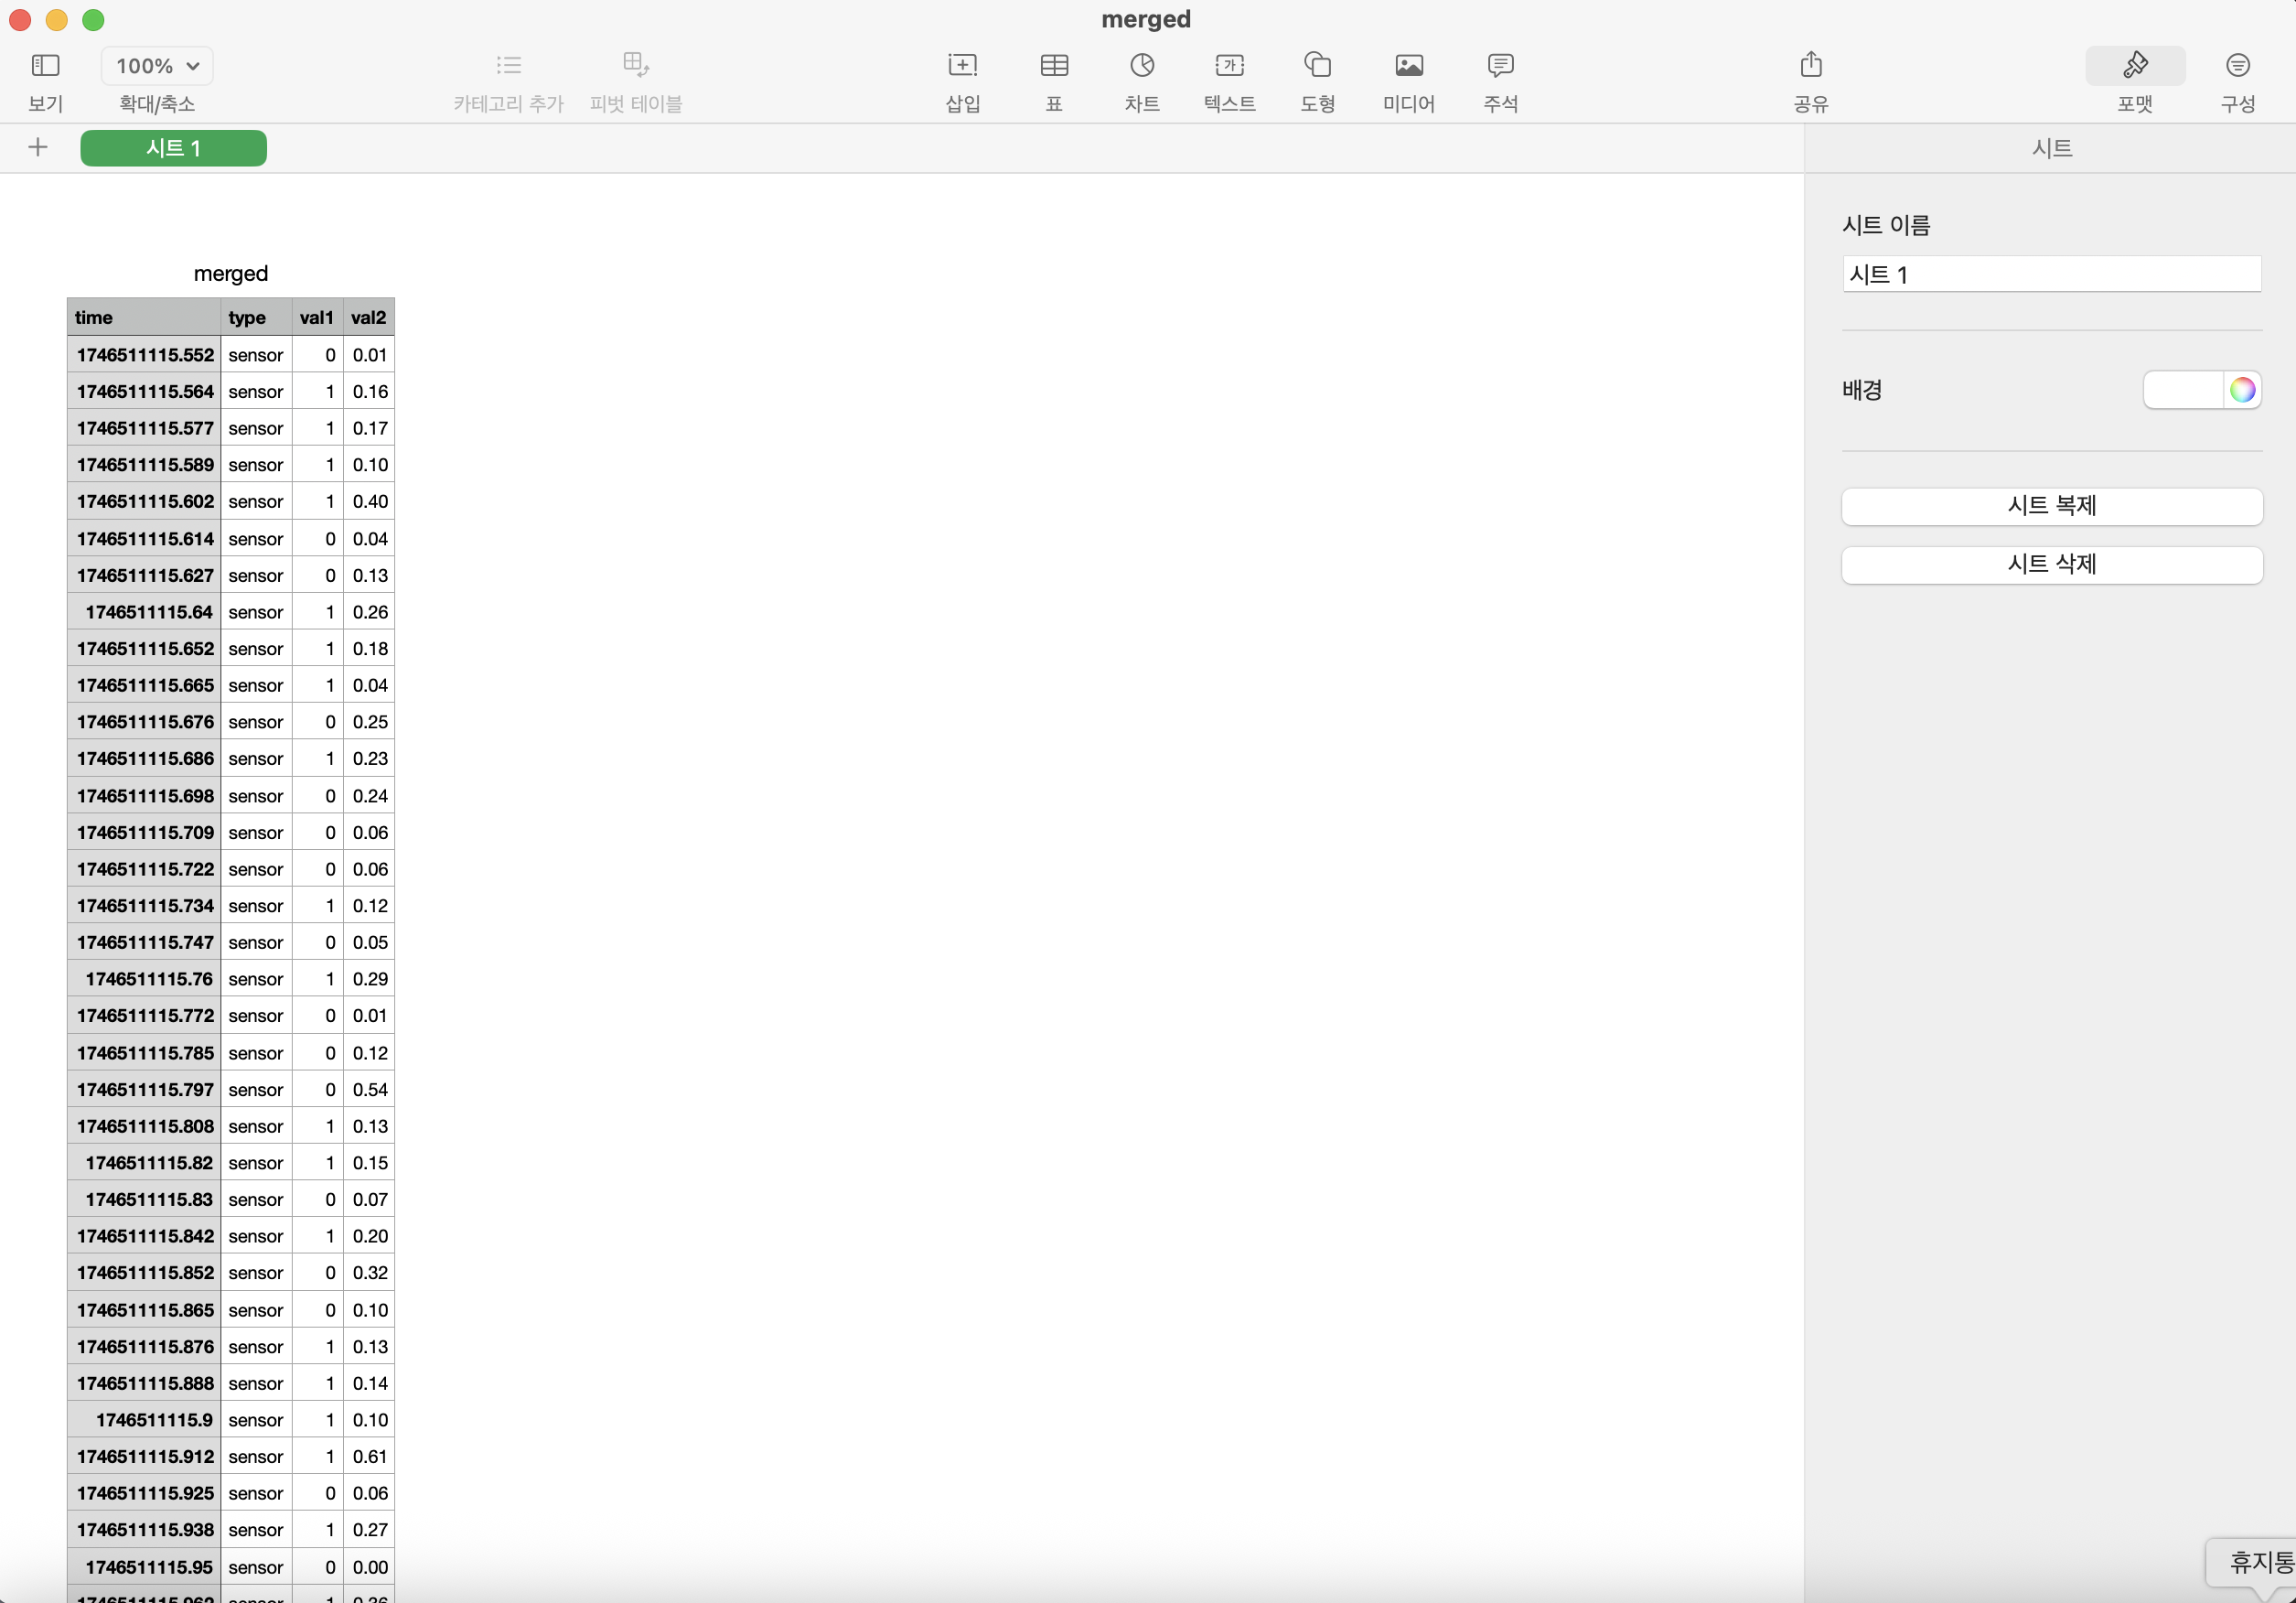 merged
100%
보기
확대/축소
카테고리 추가
피벗 테이블
삽입
표
차트
가
텍스트
도형
미디어
주석
공유
포맷
구성
시트 1
시트
merged
time type val1 val2
1746511115.552 sensor 0 0.01
1746511115.564 sensor 1 0.16
1746511115.577 sensor 1 0.17
1746511115.589 sensor 1 0.10
1746511115.602 sensor 1 0.40
1746511115.614 sensor 0 0.04
1746511115.627 sensor 0 0.13
1746511115.64 sensor 1 0.26
1746511115.652 sensor 1 0.18
1746511115.665 sensor 1 0.04
1746511115.676 sensor 0 0.25
1746511115.686 sensor 1 0.23
1746511115.698 sensor 0 0.24
1746511115.709 sensor 0 0.06
1746511115.722 sensor 0 0.06
1746511115.734 sensor 1 0.12
1746511115.747 sensor 0 0.05
1746511115.76 sensor 1 0.29
1746511115.772 sensor 0 0.01
1746511115.785 sensor 0 0.12
1746511115.797 sensor 0 0.54
1746511115.808 sensor 1 0.13
1746511115.82 sensor 1 0.15
1746511115.83 sensor 0 0.07
1746511115.842 sensor 1 0.20
1746511115.852 sensor 0 0.32
1746511115.865 sensor 0 0.10
1746511115.876 sensor 1 0.13
1746511115.888 sensor 1 0.14
1746511115.9 sensor 1 0.10
1746511115.912 sensor 1 0.61
1746511115.925 sensor 0 0.06
1746511115.938 sensor 1 0.27
1746511115.95 sensor 0 0.00
시트 이름
시트 1
배경
시트 복제
시트 삭제
휴지통